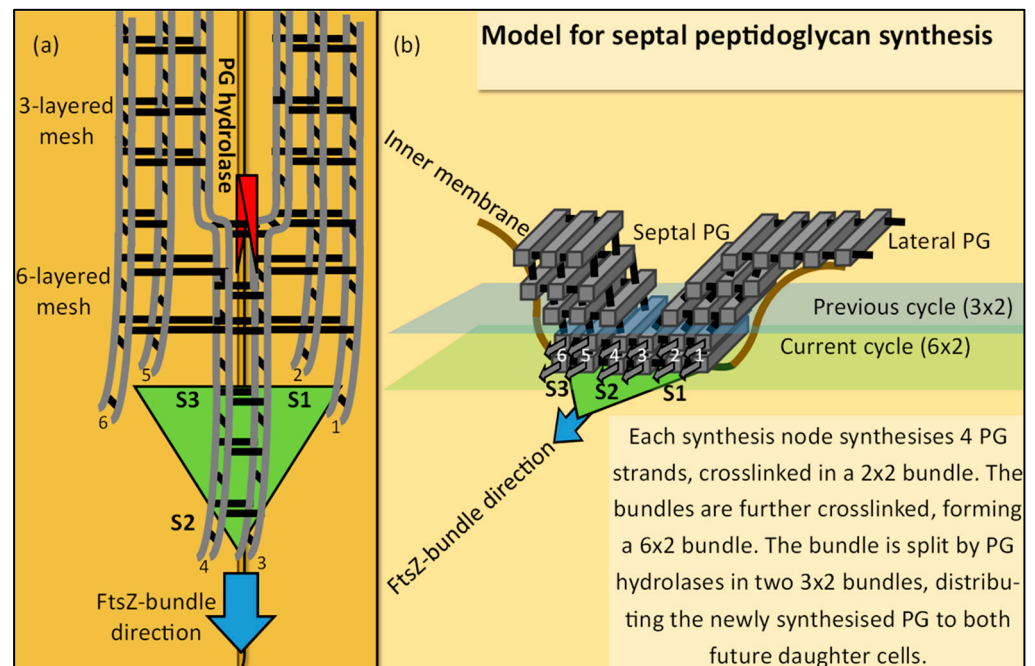 (a)
PG hydrolase
3-layered
mesh
6-layered
mesh
5
2
6
1
S3
S1
S2
4
3
FtsZ-bundle
direction
(b)
Model for septal peptidoglycan synthesis
Inner membrane
Septal PG
Lateral PG
Previous cycle (3x2)
Current cycle (6x2)
6 5 4 3 2 1
S3
S2
S1
FtsZ-bundle direction
Each synthesis node synthesises 4 PG
strands, crosslinked in a 2x2 bundle. The
bundles are further crosslinked, forming
a 6x2 bundle. The bundle is split by PG
hydrolases in two 3x2 bundles, distribu-
ting the newly synthesised PG to both
future daughter cells.